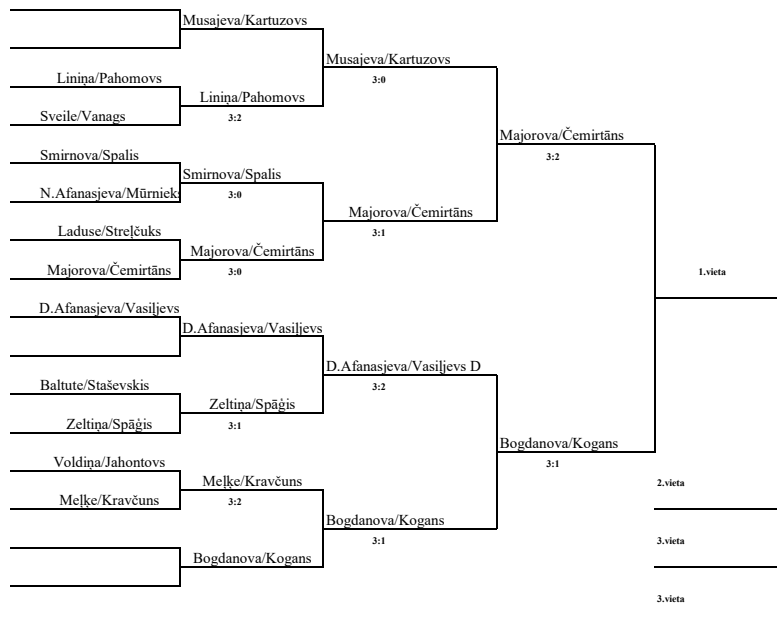 Musajeva/Kartuzovs
Musajeva/Kartuzovs
3:0
Liniņa/Pahomovs
Liniņa/Pahomovs
3:2
Sveile/Vanags
Majorova/Čemirtāns
3:2
Smirnova/Spalis
Smirnova/Spalis
3:0
N.Afanasjeva/Mūrnieks
Majorova/Čemirtāns
3:1
Laduse/Streļčuks
Majorova/Čemirtāns
3:0
Majorova/Čemirtāns
1.vieta
D.Afanasjeva/Vasiļjevs
D.Afanasjeva/Vasiļjevs
D.Afanasjeva/Vasiļjevs D
3:2
Baltute/Staševskis
Zeltiņa/Spāģis
3:1
Zeltiņa/Spāģis
Bogdanova/Kogans
3:1
Voldiņa/Jahontovs
Meļķe/Kravčuns
3:2
2.vieta
Meļķe/Kravčuns
Bogdanova/Kogans
3:1
3.vieta
Bogdanova/Kogans
3.vieta